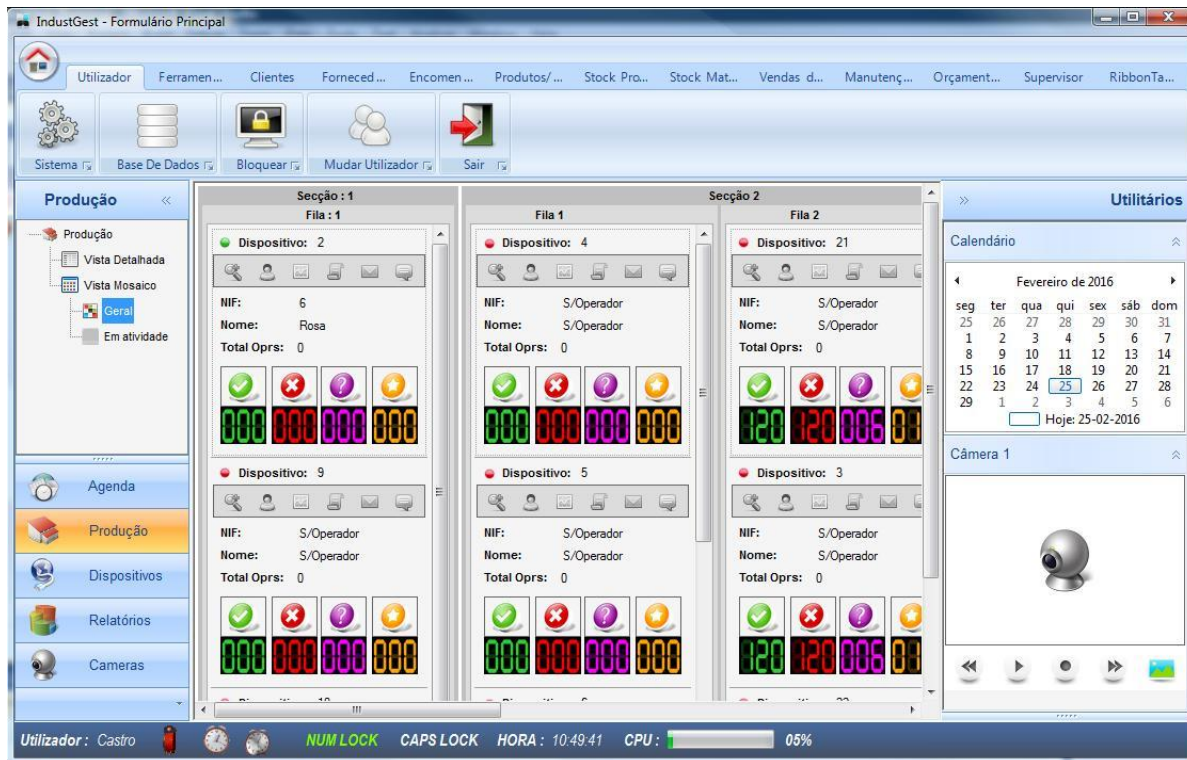 IndustGest - Formulário Principal
Utilizador Ferramen... Clientes Forneced ... Encomen ... Produtos/ ... Stock Pro... Stock Mat... Vendas d... Manutenç... Orçament... Supervisor RibbonTa...
Sistema Base De Dados Bloquear Mudar Utilizador Sair
Produção
Produção
Vista Detalhada
Vista Mosaico
Geral
Em atividade
Agenda
Produção
Dispositivos
Relatórios
Cameras
Secção : 1
Fila : 1
Dispositivo: 2
NIF: 6
Nome: Rosa
Total Oprs: 0
000 000 000 000
Dispositivo: 9
NIF: S/Operador
Nome: S/Operador
Total Oprs: 0
000 000 000 000
Secção 2
Fila 1
Dispositivo: 4
NIF: S/Operador
Nome: S/Operador
Total Oprs: 0
000 000 000 000
Dispositivo: 5
NIF: S/Operador
Nome: S/Operador
Total Oprs: 0
000 000 000 000
Fila 2
Dispositivo: 21
NIF: S/Operador
Nome: S/Operador
Total Oprs: 0
120 120 006
Dispositivo: 3
NIF: S/Operador
Nome: S/Operador
Total Oprs: 0
120 120 006
Utilitários
Calendário
Fevereiro de 2016
seg ter qua qui sex sáb dom
25 26 27 28 29 30 31
1 2 3 4 5 6 7
8 9 10 11 12 13 14
15 16 17 18 19 20 21
22 23 24 25 26 27 28
29 1 2 3 4 5 6
Hoje: 25-02-2016
Câmera 1
Utilizador : Castro NUM LOCK CAPS LOCK HORA : 10:49:41 CPU : 05%